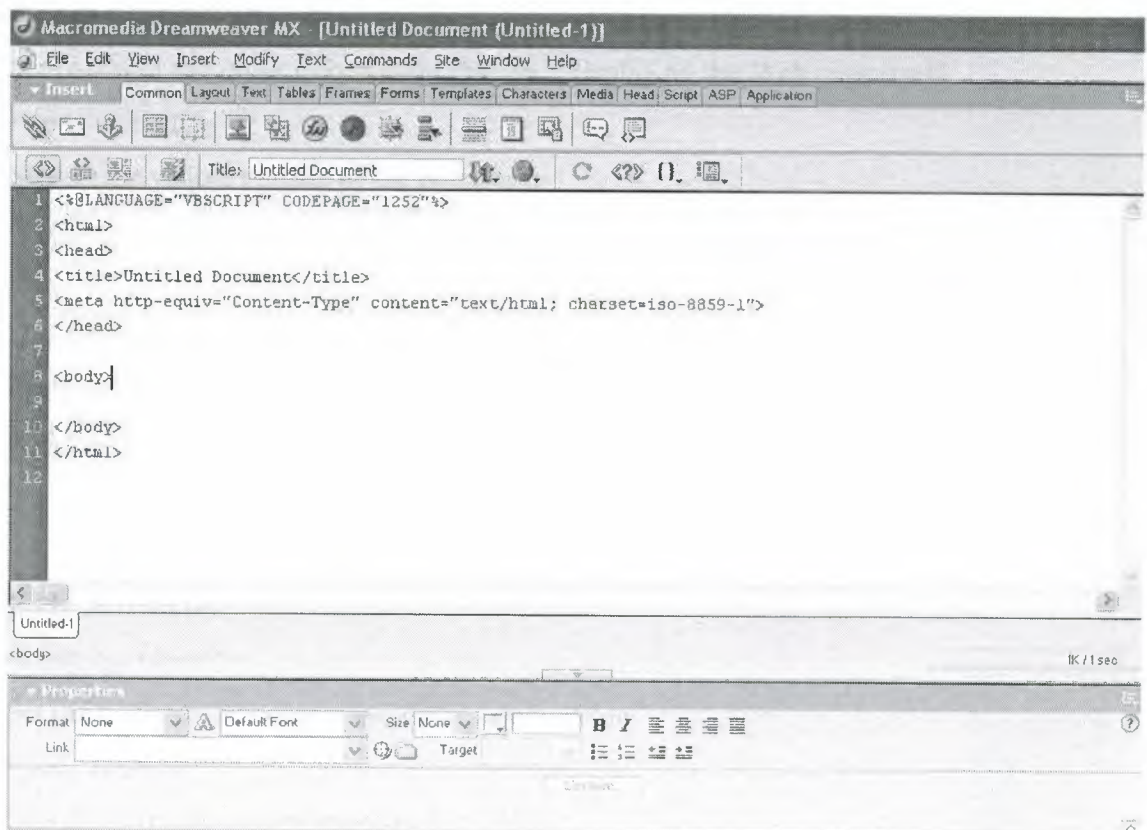 Macromedia Dreamweaver MX - [Untitled Document (Untitled-1)]
File Edit View Insert Modify Text Commands Site Window Help
Insert Common Layout Text Tables Frames Forms Templates Characters Media Head Script ASP Application
Title: Untitled Document
1 <%@LANGUAGE="VBSCRIPT" CODEPAGE="1252"%>
2 <html>
3 <head>
4 <title>Untitled Document</title>
5 <meta http-equiv="Content-Type" content="text/html; charset=iso-8859-1">
6 </head>
7
8 <body>
9
10 </body>
11 </html>
12
Untitled-1
<body> 1K / 1 sec
Properties
Format None Default Font Size None B I
Link Target